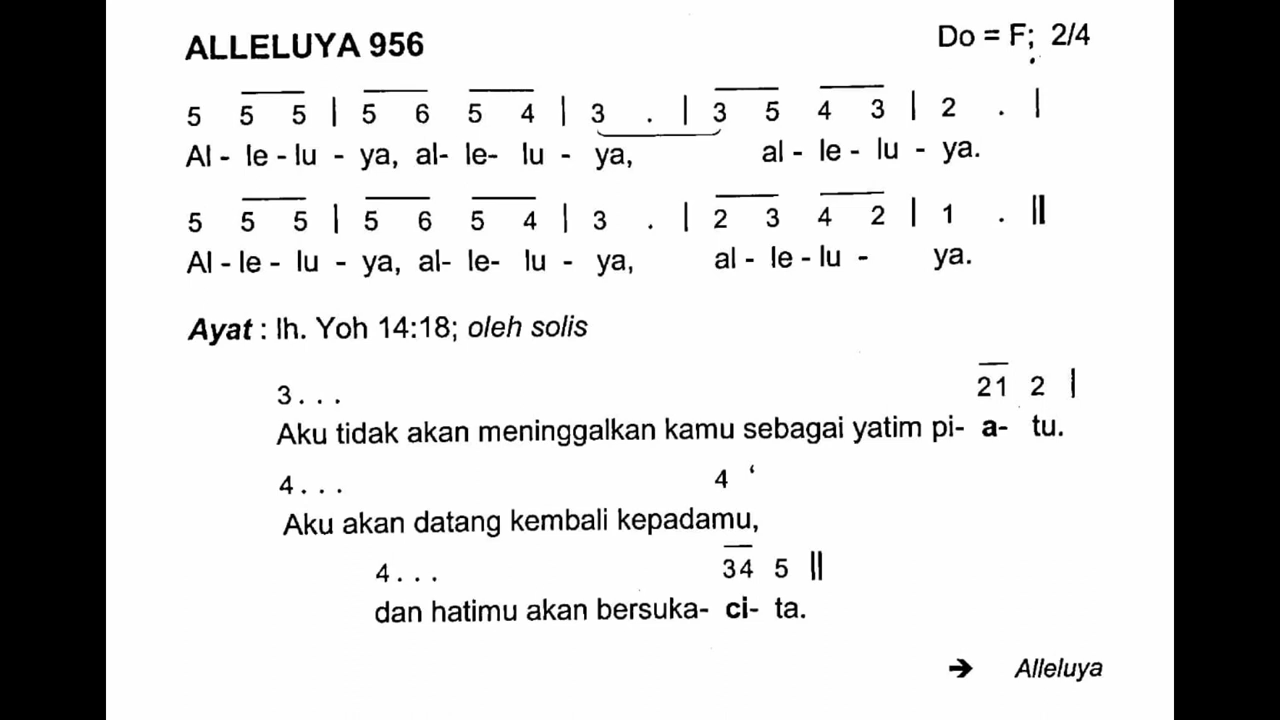 ALLELUYA 956 Do = F; 2/4
5 5 5 | 5 6 5 4 | 3 . | 3 5 4 3 | 2 . |
Al - le - lu - ya, al- le- lu - ya, al - le - lu - ya.
5 5 5 | 5 6 5 4 | 3 . | 2 3 4 2 | 1 . ||
Al - le - lu - ya, al- le- lu - ya, al - le - lu - ya.
Ayat : lh. Yoh 14:18; oleh solis
3 . . . 21 2 |
Aku tidak akan meninggalkan kamu sebagai yatim pi- a- tu.
4 . . . 4 ‘
Aku akan datang kembali kepadamu,
4 . . . 34 5 ||
dan hatimu akan bersuka- ci- ta.
→ Alleluya